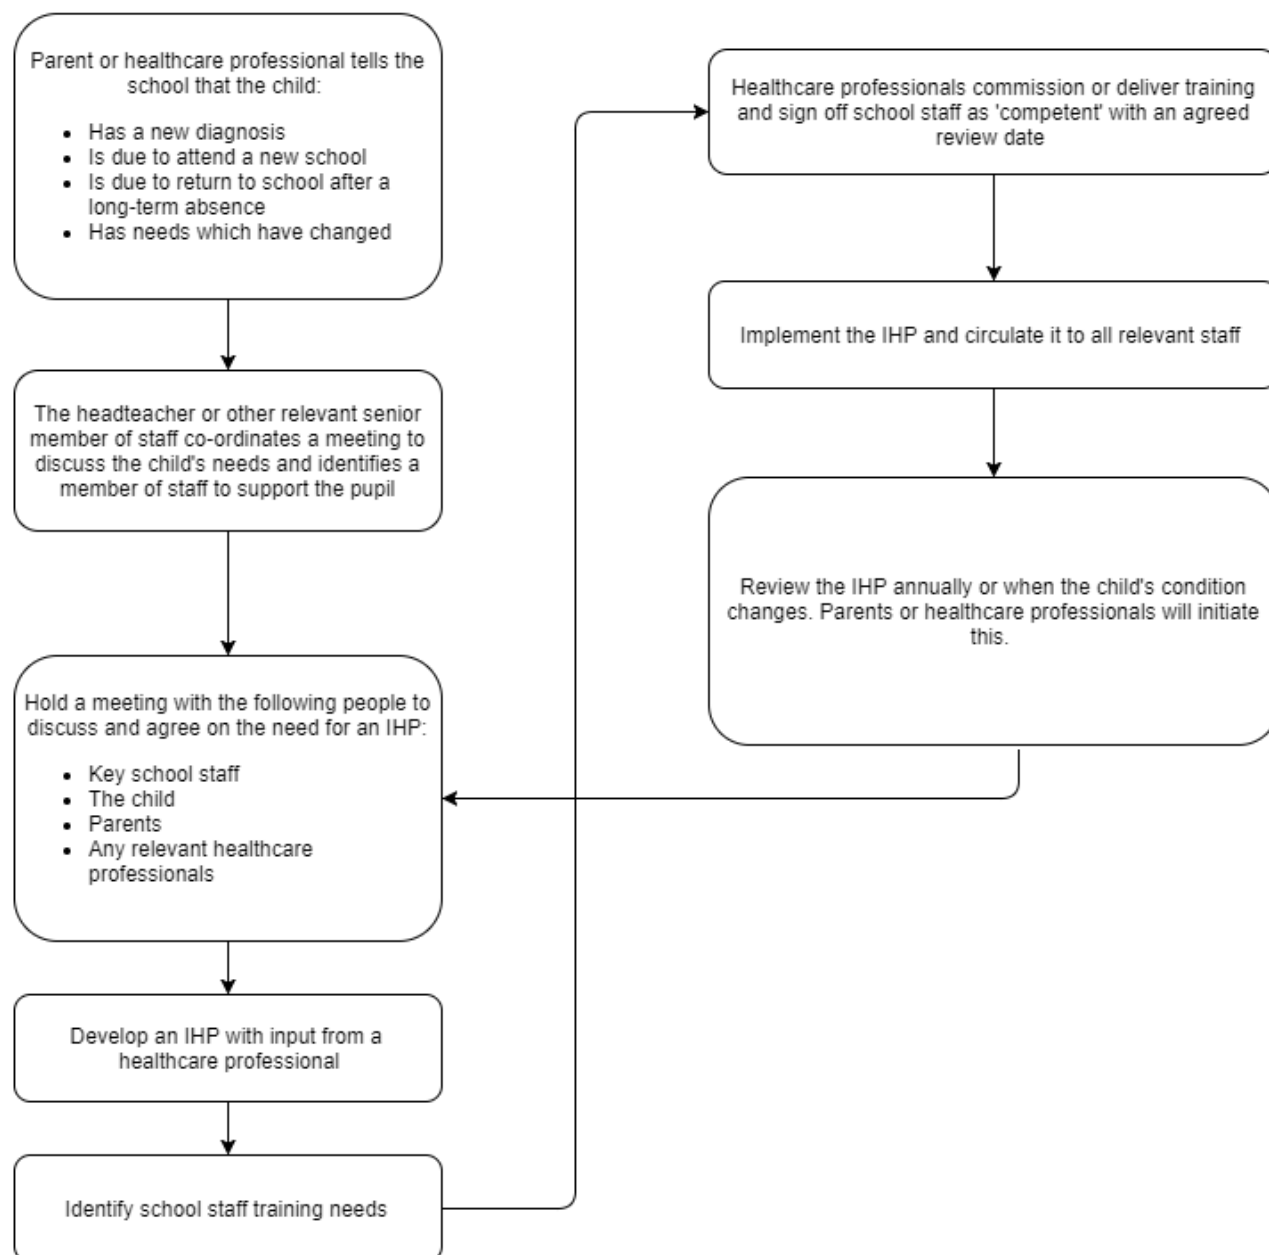 Parent or healthcare professional tells the
school that the child:
• Has a new diagnosis
• Is due to attend a new school
• Is due to return to school after a
long-term absence
• Has needs which have changed
The headteacher or other relevant senior
member of staff co-ordinates a meeting to
discuss the child's needs and identifies a
member of staff to support the pupil
Hold a meeting with the following people to
discuss and agree on the need for an IHP:
• Key school staff
• The child
• Parents
• Any relevant healthcare
professionals
Develop an IHP with input from a
healthcare professional
Identify school staff training needs
Healthcare professionals commission or deliver training
and sign off school staff as 'competent' with an agreed
review date
Implement the IHP and circulate it to all relevant staff
Review the IHP annually or when the child's condition
changes. Parents or healthcare professionals will initiate
this.